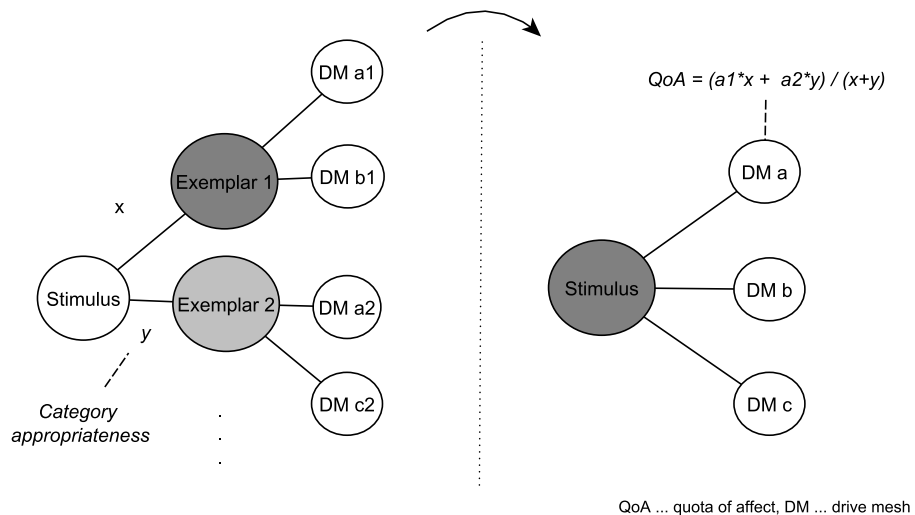 DM a1
QoA = (a1*x + a2*y) / (x+y)
Exemplar 1
DM b1
DM a
x
Stimulus
Exemplar 2
DM a2
Stimulus
DM b
y
Category
appropriateness
DM c2
DM c
.
.
.
QoA ... quota of affect, DM ... drive mesh